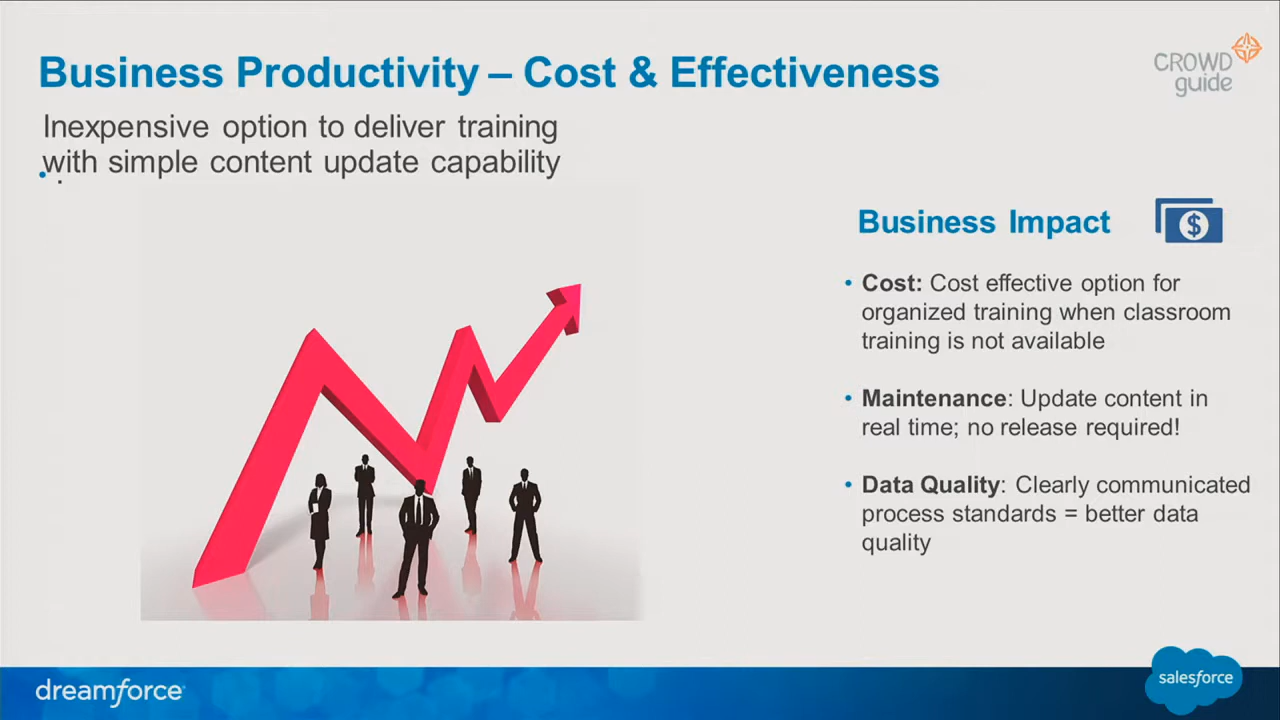 Business Productivity – Cost & Effectiveness
CROWD
guide
Inexpensive option to deliver training
with simple content update capability
Business Impact
$
• Cost: Cost effective option for
organized training when classroom
training is not available
• Maintenance: Update content in
real time; no release required!
• Data Quality: Clearly communicated
process standards = better data
quality
dreamforce
salesforce